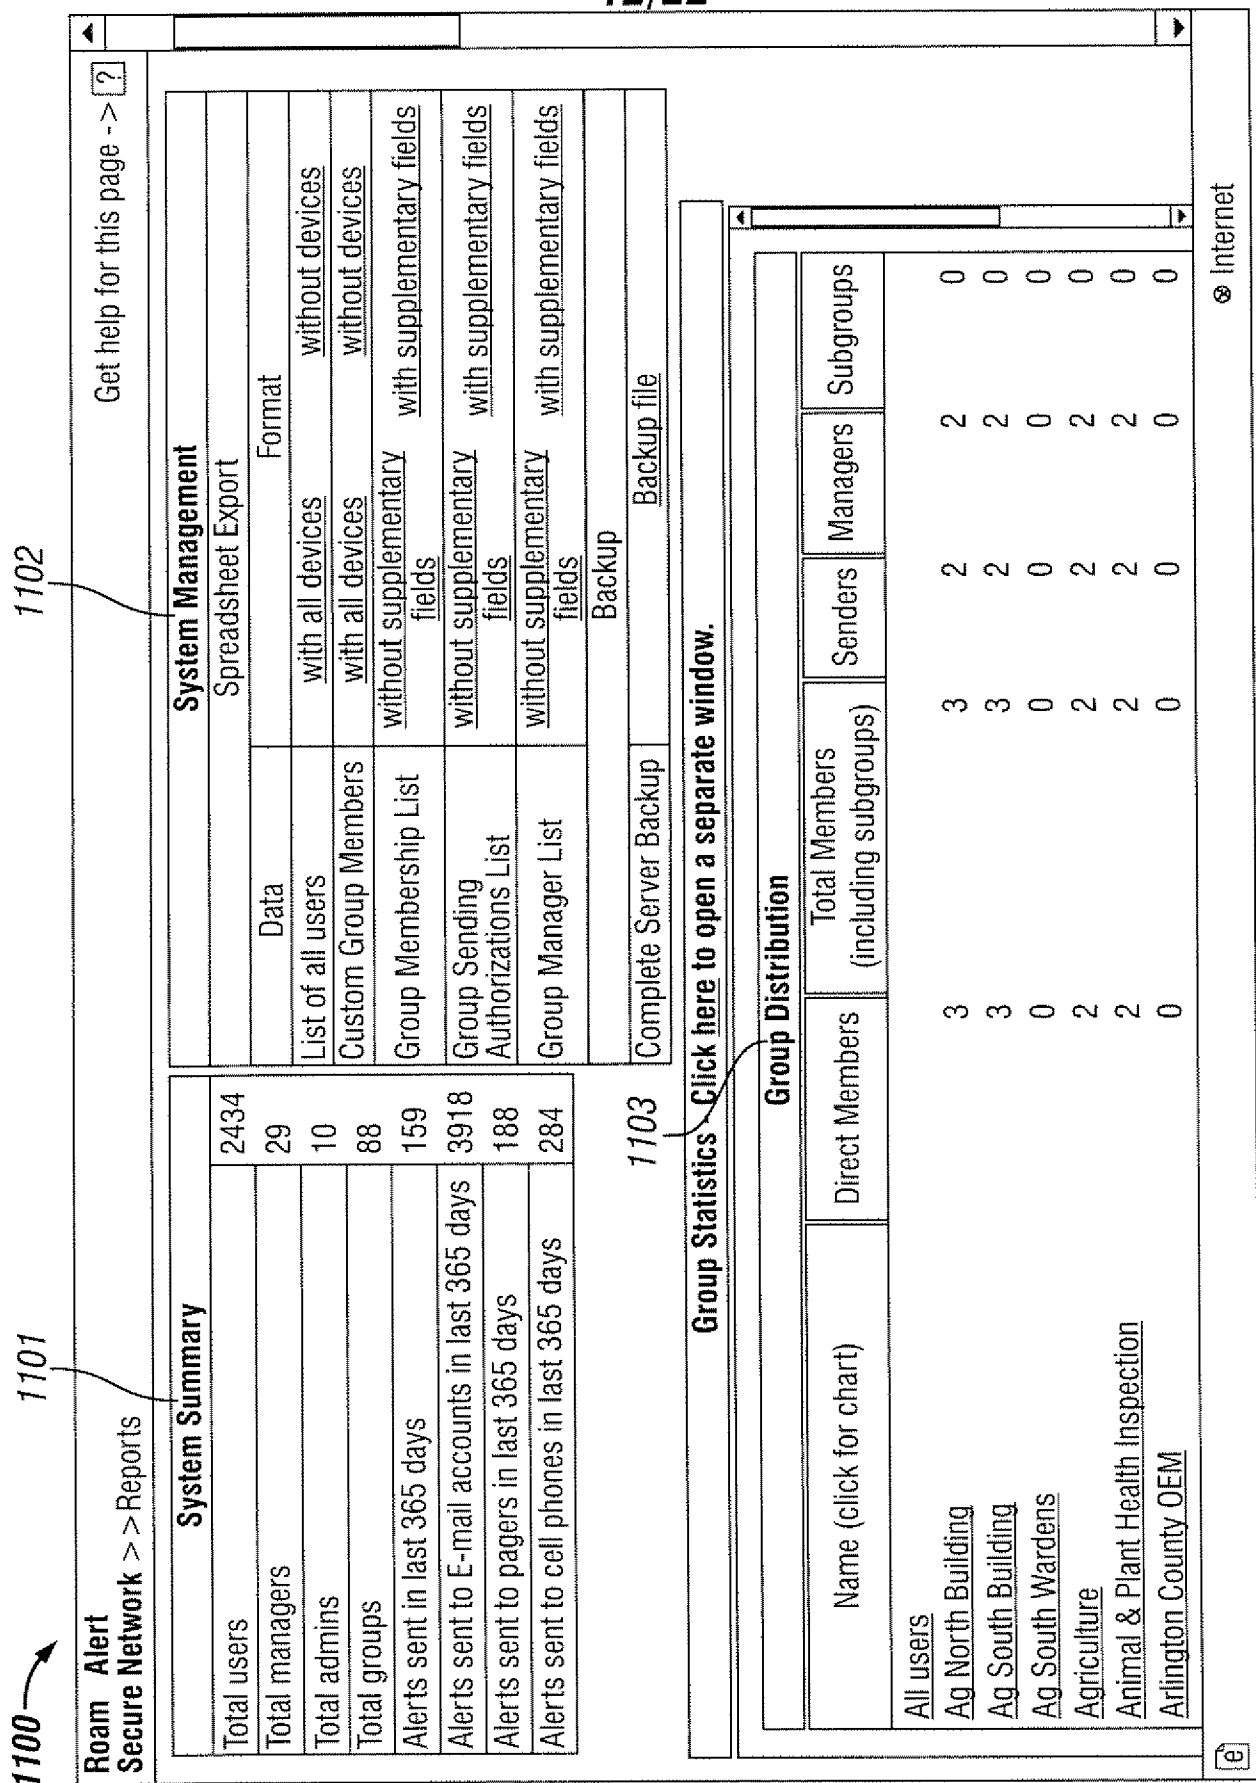 1100
1101
1102
Roam Alert
Secure Network > >Reports
Get help for this page - > ?
System Summary
Total users 2434
Total managers 29
Total admins 10
Total groups 88
Alerts sent in last 365 days 159
Alerts sent to E-mail accounts in last 365 days 3918
Alerts sent to pagers in last 365 days 188
Alerts sent to cell phones in last 365 days 284
System Management
Spreadsheet Export
Data Format
List of all users with all devices without devices
Custom Group Members with all devices without devices
Group Membership List without supplementary fields with supplementary fields
Group Sending Authorizations List without supplementary fields with supplementary fields
Group Manager List without supplementary fields with supplementary fields
Backup
Complete Server Backup Backup file
1103
Group Statistics - Click here to open a separate window.
Group Distribution
Name (click for chart) Direct Members Total Members (including subgroups) Senders Managers Subgroups
All users
Ag North Building 3 3 2 2 0
Ag South Building 3 3 2 2 0
Ag South Wardens 0 0 0 0 0
Agriculture 2 2 2 2 0
Animal & Plant Health Inspection 2 2 2 2 0
Arlington County OEM 0 0 0 0 0
e
Internet